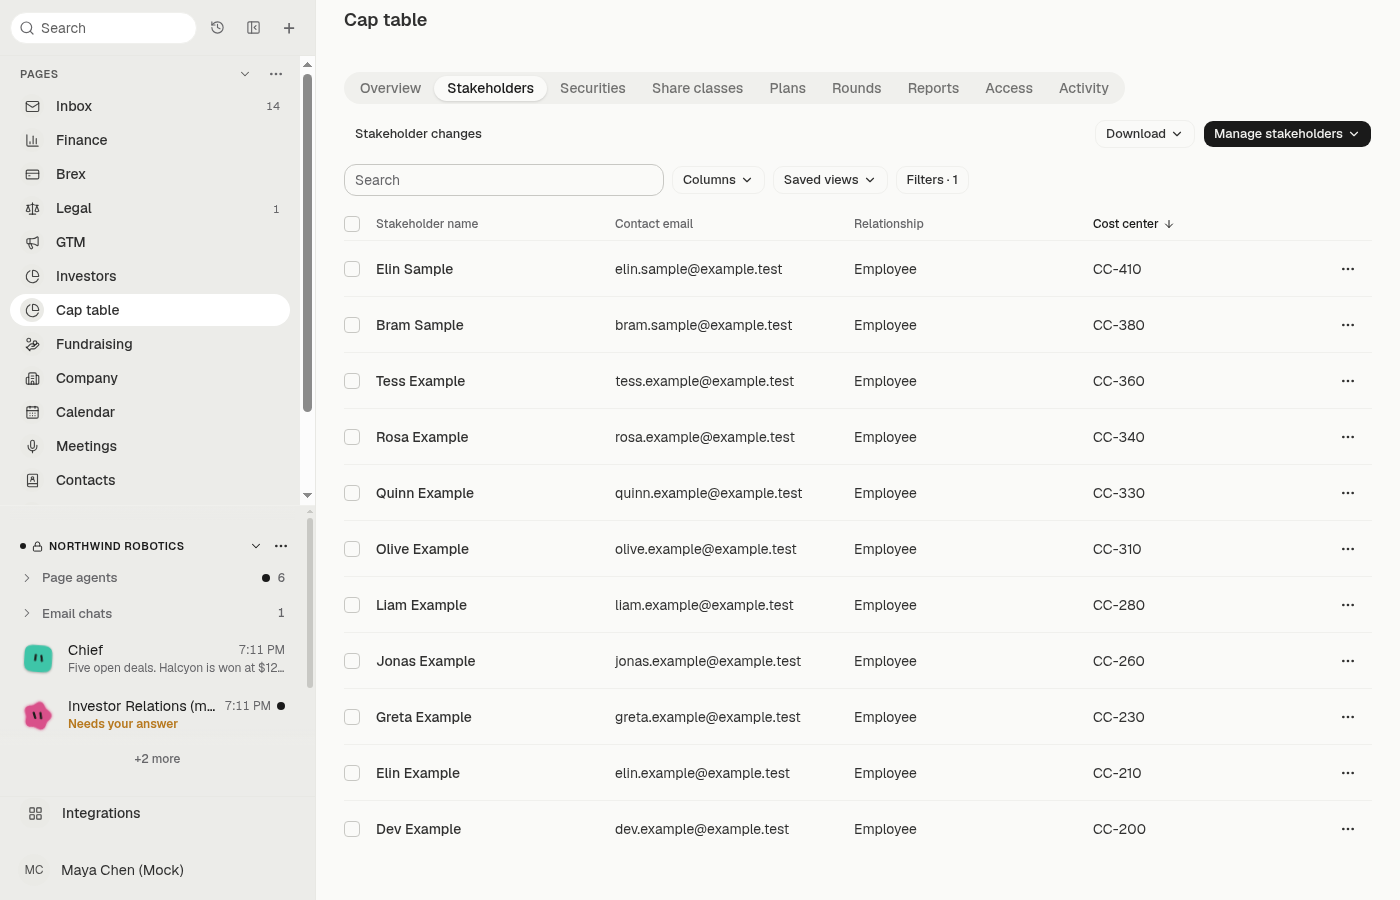 Search
PAGES
Inbox 14
Finance
Brex
Legal 1
GTM
Investors
Cap table
Fundraising
Company
Calendar
Meetings
Contacts
NORTHWIND ROBOTICS
Page agents 6
Email chats 1
Chief 7:11 PM
Five open deals. Halcyon is won at $12...
Investor Relations (m... 7:11 PM
Needs your answer
+2 more
Integrations
MC Maya Chen (Mock)
Cap table
Overview Stakeholders Securities Share classes Plans Rounds Reports Access Activity
Stakeholder changes Download Manage stakeholders
Search Columns Saved views Filters · 1
Stakeholder name Contact email Relationship Cost center
Elin Sample elin.sample@example.test Employee CC-410
Bram Sample bram.sample@example.test Employee CC-380
Tess Example tess.example@example.test Employee CC-360
Rosa Example rosa.example@example.test Employee CC-340
Quinn Example quinn.example@example.test Employee CC-330
Olive Example olive.example@example.test Employee CC-310
Liam Example liam.example@example.test Employee CC-280
Jonas Example jonas.example@example.test Employee CC-260
Greta Example greta.example@example.test Employee CC-230
Elin Example elin.example@example.test Employee CC-210
Dev Example dev.example@example.test Employee CC-200